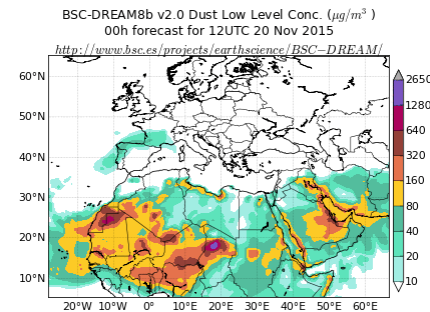 BSC-DREAM8b v2.0 Dust Low Level Conc. (μg/m³ )
00h forecast for 12UTC 20 Nov 2015
http://www.bsc.es/projects/earthscience/BSC−DREAM/
60°N
50°N
40°N
30°N
20°N
10°N
20°W 10°W 0° 10°E 20°E 30°E 40°E 50°E 60°E
2650
1280
640
320
160
80
40
20
10